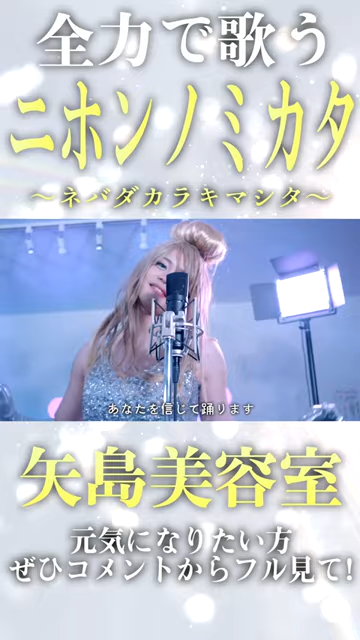 全力で歌う
ニホンノミカタ
～ネバダカラキマシタ～
あなたを信じて踊ります
矢島美容室
元気になりたい方
ぜひコメントからフル見て!